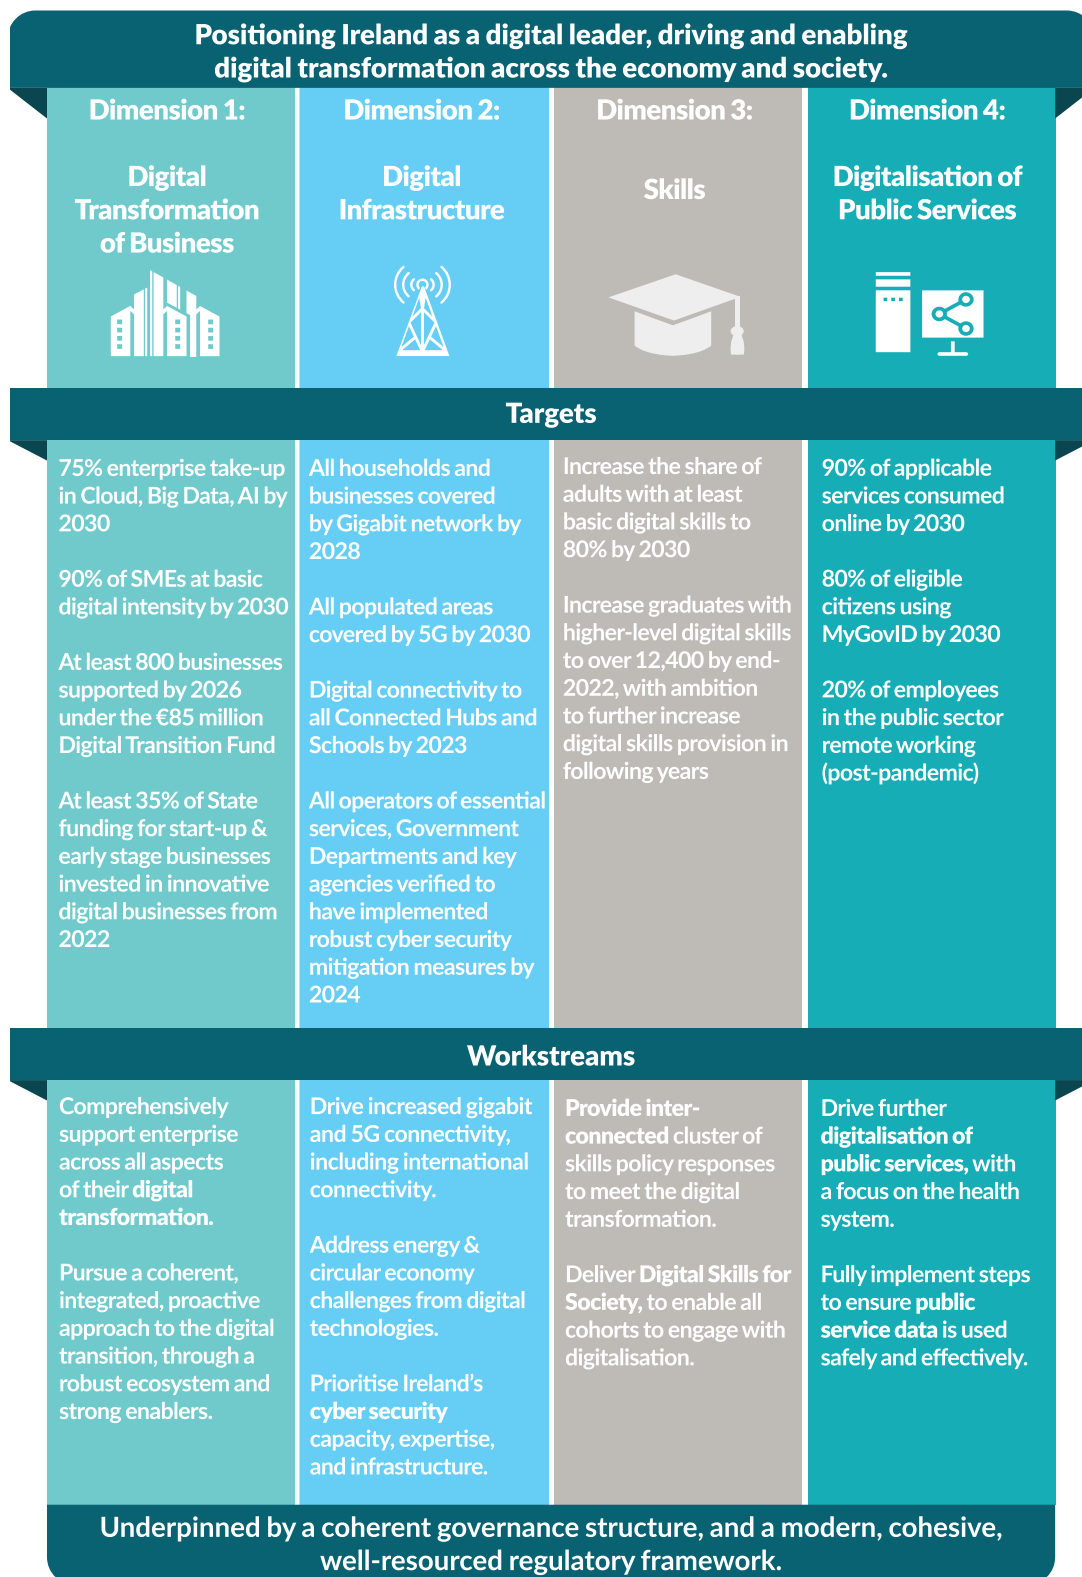 Positioning Ireland as a digital leader, driving and enabling
digital transformation across the economy and society.
Dimension 1:
Digital
Transformation
of Business
Dimension 2:
Digital
Infrastructure
Dimension 3:
Skills
Dimension 4:
Digitalisation of
Public Services
Targets
75% enterprise take-up
in Cloud, Big Data, AI by
2030
90% of SMEs at basic
digital intensity by 2030
At least 800 businesses
supported by 2026
under the €85 million
Digital Transition Fund
At least 35% of State
funding for start-up &
early stage businesses
invested in innovative
digital businesses from
2022
All households and
businesses covered
by Gigabit network by
2028
All populated areas
covered by 5G by 2030
Digital connectivity to
all Connected Hubs and
Schools by 2023
All operators of essential
services, Government
Departments and key
agencies verified to
have implemented
robust cyber security
mitigation measures by
2024
Increase the share of
adults with at least
basic digital skills to
80% by 2030
Increase graduates with
higher-level digital skills
to over 12,400 by end-
2022, with ambition
to further increase
digital skills provision in
following years
90% of applicable
services consumed
online by 2030
80% of eligible
citizens using
MyGovID by 2030
20% of employees
in the public sector
remote working
(post-pandemic)
Workstreams
Comprehensively
support enterprise
across all aspects
of their digital
transformation.
Pursue a coherent,
integrated, proactive
approach to the digital
transition, through a
robust ecosystem and
strong enablers.
Drive increased gigabit
and 5G connectivity,
including international
connectivity.
Address energy &
circular economy
challenges from digital
technologies.
Prioritise Ireland's
cyber security
capacity, expertise,
and infrastructure.
Provide inter-
connected cluster of
skills policy responses
to meet the digital
transformation.
Deliver Digital Skills for
Society, to enable all
cohorts to engage with
digitalisation.
Drive further
digitalisation of
public services, with
a focus on the health
system.
Fully implement steps
to ensure public
service data is used
safely and effectively.
Underpinned by a coherent governance structure, and a modern, cohesive,
well-resourced regulatory framework.